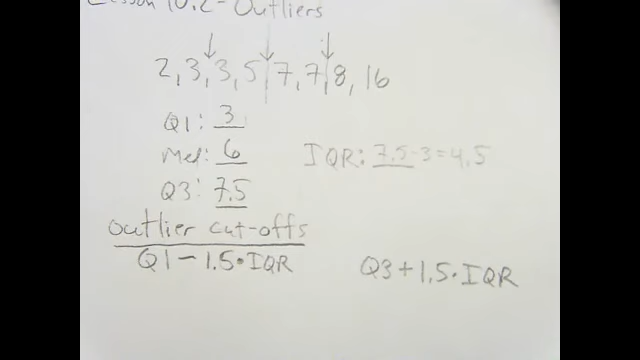 Lesson 10.2 - Outliers
2, 3, 3, 5, 7, 7, 8, 16
Q1: 3
Med: 6
IQR: 7.5-3=4.5
Q3: 7.5
Outlier cut-offs
Q1 - 1.5•IQR
Q3 + 1.5•IQR